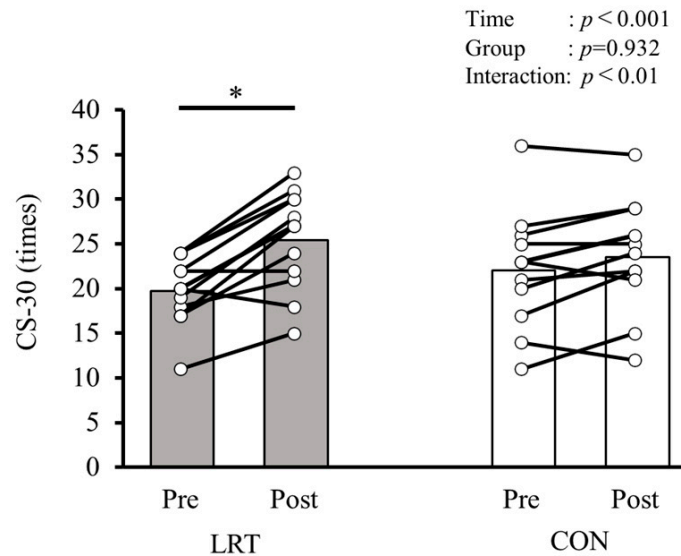 Time : p < 0.001
Group : p=0.932
Interaction: p < 0.01
*
40
35
30
25
20
15
10
5
0
CS-30 (times)
Pre Post Pre Post
LRT CON